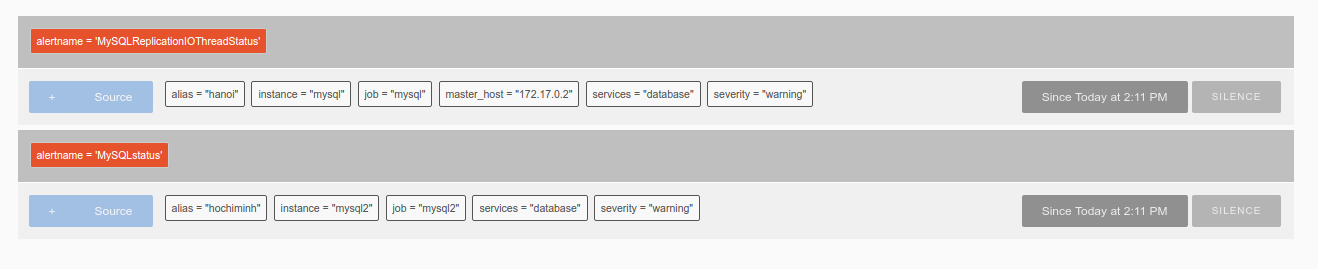 alertname = 'MySQLReplicationIOThreadStatus'
+ Source alias = "hanoi" instance = "mysql" job = "mysql" master_host = "172.17.0.2" services = "database" severity = "warning" Since Today at 2:11 PM SILENCE
alertname = 'MySQLstatus'
+ Source alias = "hochiminh" instance = "mysql2" job = "mysql2" services = "database" severity = "warning" Since Today at 2:11 PM SILENCE